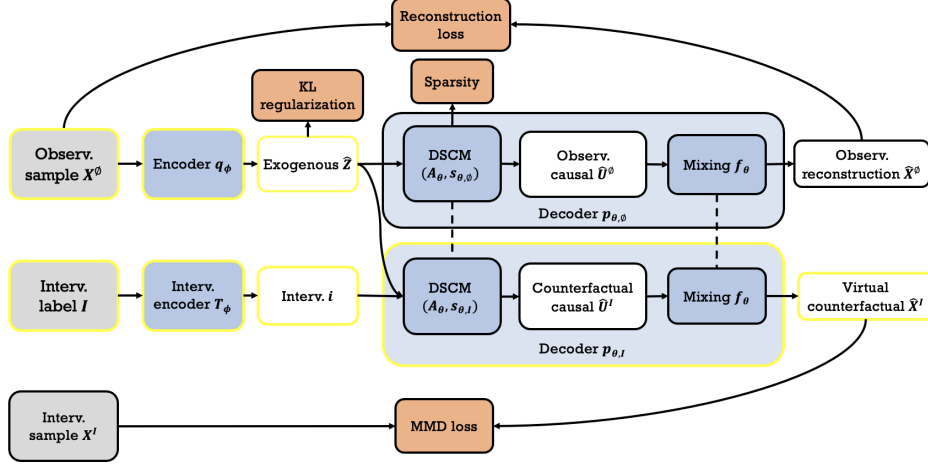 Reconstruction
loss
KL
regularization
Sparsity
Observ.
sample X^∅
Encoder q_ϕ
Exogenous Ẑ
DSCM
(A_θ, s_θ,∅)
Observ.
causal Û^∅
Mixing f_θ
Observ.
reconstruction X̂^∅
Decoder p_θ,∅
Interv.
label I
Interv.
encoder T_ϕ
Interv. i
DSCM
(A_θ, s_θ,I)
Counterfactual
causal Û^I
Mixing f_θ
Virtual
counterfactual X̂^I
Decoder p_θ,I
Interv.
sample X^I
MMD loss